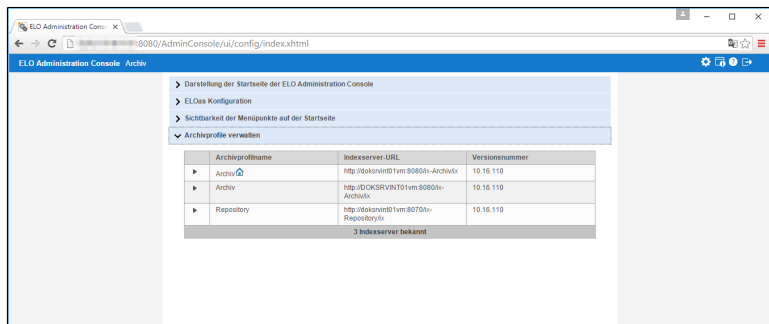 ELO Administration Cons
:8080/AdminConsole/ui/config/index.xhtml
ELO Administration Console Archiv
Darstellung der Startseite der ELO Administration Console
ELOas Konfiguration
Sichtbarkeit der Menüpunkte auf der Startseite
Archivprofile verwalten
Archivprofilname Indexserver-URL Versionsnummer
Archiv http://doksrvint01vm:8080/ix-Archiv/ix 10.16.110
Archiv http://DOKSRVINT01VM:8080/ix-
Archiv/ix 10.16.110
Repository http://doksrvint01vm:8070/ix-
Repository/ix 10.16.110
3 Indexserver bekannt